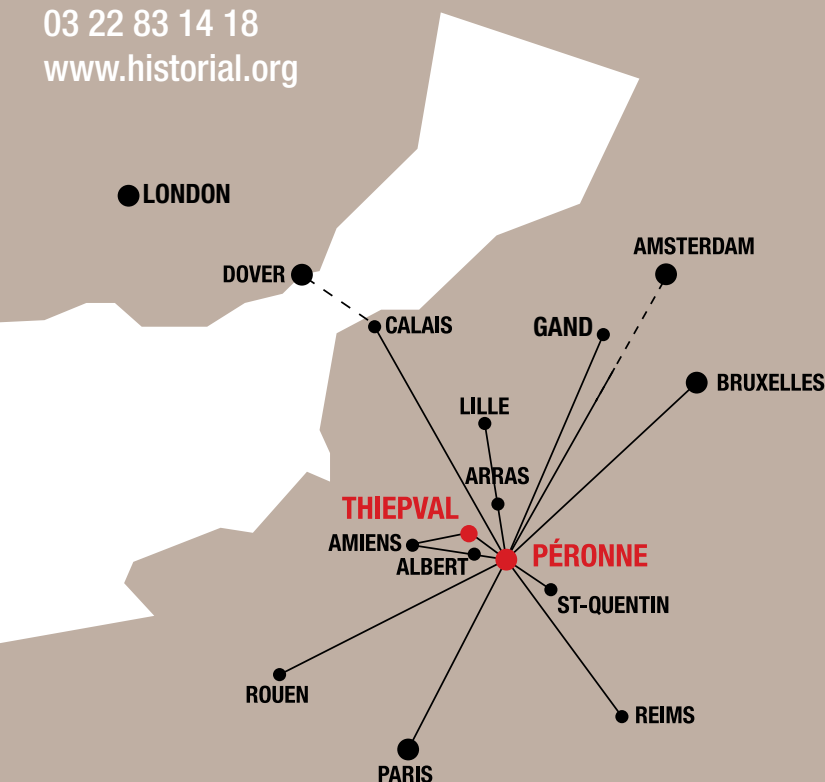 03 22 83 14 18
www.historial.org
LONDON
DOVER
AMSTERDAM
CALAIS
GAND
BRUXELLES
LILLE
ARRAS
THIEPVAL
AMIENS
ALBERT
PÉRONNE
ST-QUENTIN
ROUEN
REIMS
PARIS